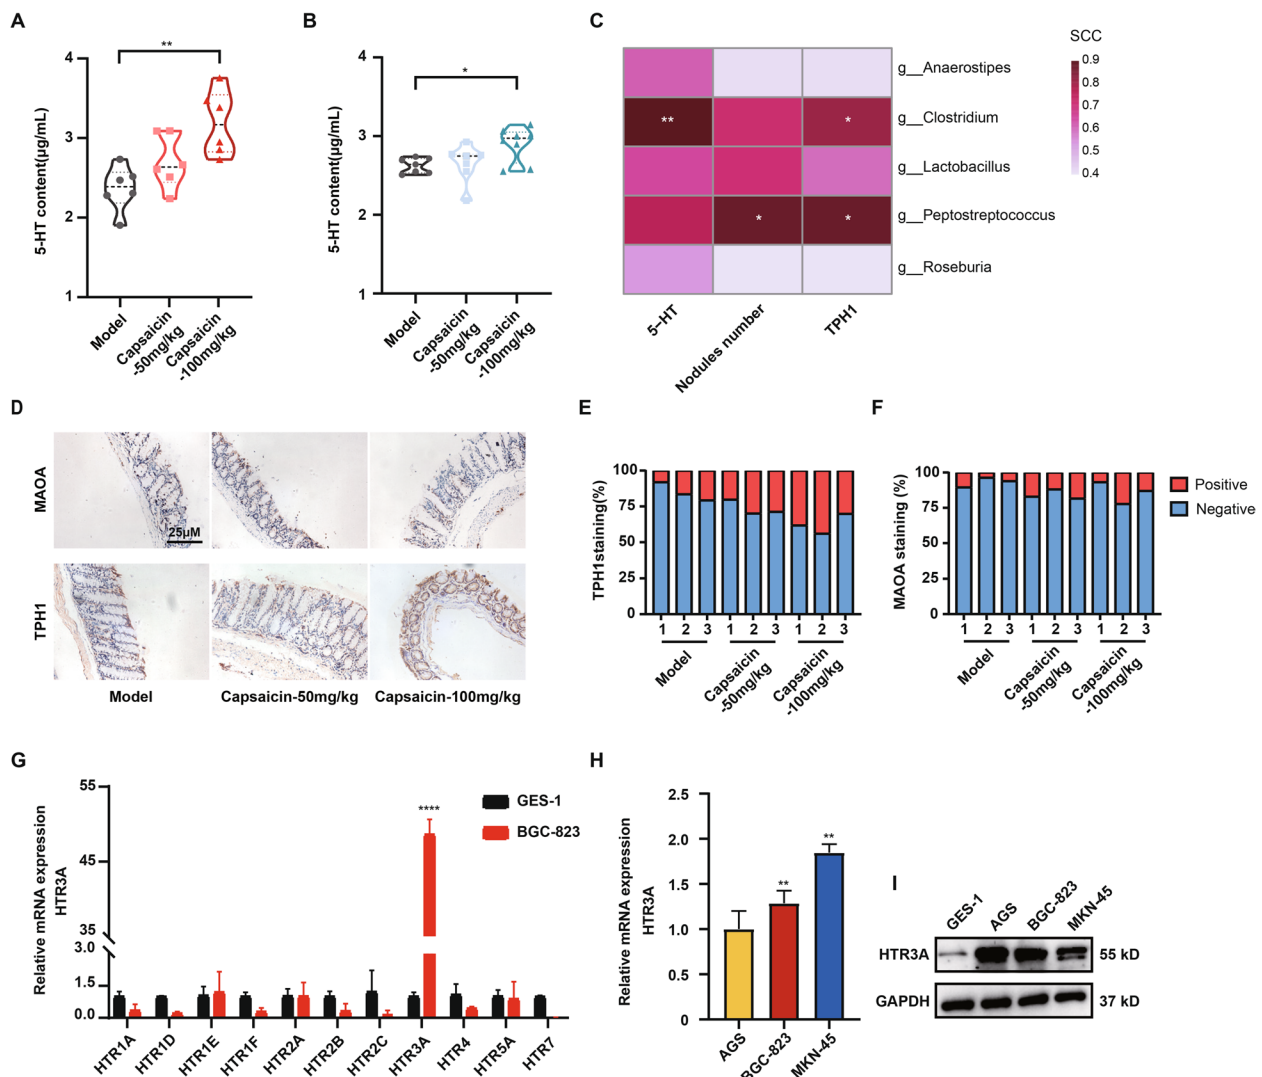 A
5-HT content(μg/mL)
4
3
2
1
**
Model
Capsaicin
-50mg/kg
Capsaicin
-100mg/kg
B
5-HT content(μg/mL)
4
3
2
1
*
Model
Capsaicin
-50mg/kg
Capsaicin
-100mg/kg
C
SCC
0.9
0.8
0.7
0.6
0.5
0.4
g__Anaerostipes
** * g__Clostridium
g__Lactobacillus
* * g__Peptostreptococcus
g__Roseburia
5-HT
Nodules number
TPH1
D
MAOA
25μM
TPH1
Model
Capsaicin-50mg/kg
Capsaicin-100mg/kg
E
TPH1staining(%)
100
75
50
25
0
1 2 3 1 2 3 1 2 3
Model
Capsaicin
-50mg/kg
Capsaicin
-100mg/kg
F
MAOA staining (%)
100
75
50
25
0
1 2 3 1 2 3 1 2 3
Model
Capsaicin
-50mg/kg
Capsaicin
-100mg/kg
Positive
Negative
G
Relative mRNA expression
HTR3A
55
45
35
3.0
1.5
0.0
****
GES-1
BGC-823
HTR1A
HTR1D
HTR1E
HTR1F
HTR2A
HTR2B
HTR2C
HTR3A
HTR4
HTR5A
HTR7
H
Relative mRNA expression
HTR3A
2.5
2.0
1.5
1.0
0.5
0
**
**
AGS
BGC-823
MKN-45
I
GES-1
AGS
BGC-823
MKN-45
HTR3A 55 kD
GAPDH 37 kD